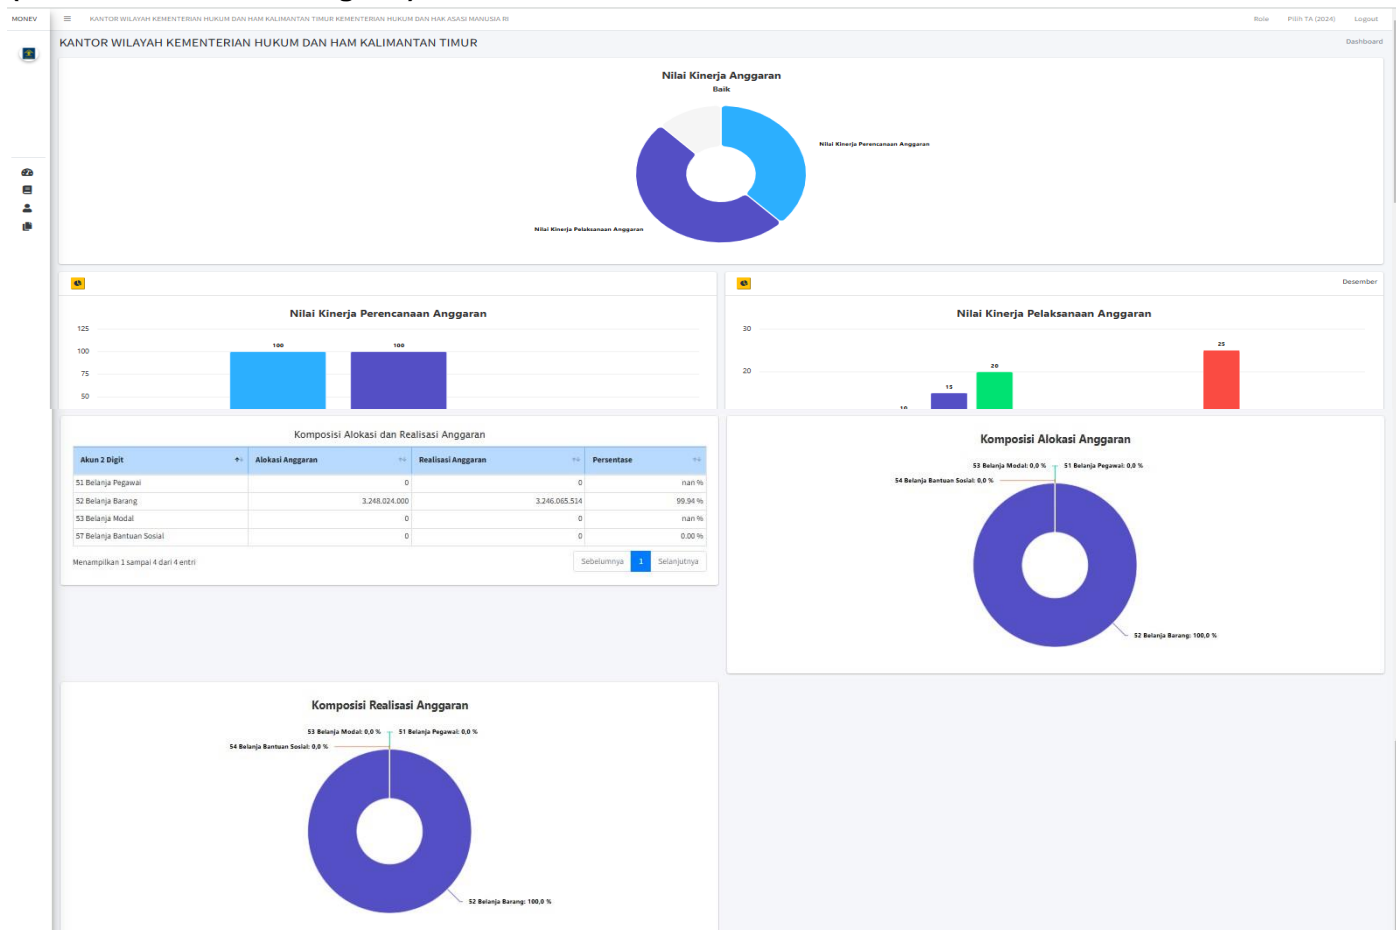 MONEV
KANTOR WILAYAH KEMENTERIAN HUKUM DAN HAM KALIMANTAN TIMUR KEMENTERIAN HUKUM DAN HAK ASASI MANUSIA RI
Role Pilih TA (2024) Logout
KANTOR WILAYAH KEMENTERIAN HUKUM DAN HAM KALIMANTAN TIMUR
Dashboard
Nilai Kinerja Anggaran
Baik
Nilai Kinerja Perencanaan Anggaran
Nilai Kinerja Pelaksanaan Anggaran
Nilai Kinerja Perencanaan Anggaran
125
100
75
50
100 100
Desember
Nilai Kinerja Pelaksanaan Anggaran
30
20
15
20
25
Komposisi Alokasi dan Realisasi Anggaran
Akun 2 Digit Alokasi Anggaran Realisasi Anggaran Persentase
51 Belanja Pegawai 0 0 nan %
52 Belanja Barang 3.248.024.000 3.246.065.514 99.94 %
53 Belanja Modal 0 0 nan %
57 Belanja Bantuan Sosial 0 0 0.00 %
Menampilkan 1 sampai 4 dari 4 entri
Sebelumnya 1 Selanjutnya
Komposisi Alokasi Anggaran
53 Belanja Modal: 0,0 % 51 Belanja Pegawai: 0,0 %
54 Belanja Bantuan Sosial: 0,0 %
52 Belanja Barang: 100,0 %
Komposisi Realisasi Anggaran
53 Belanja Modal: 0,0 % 51 Belanja Pegawai: 0,0 %
54 Belanja Bantuan Sosial: 0,0 %
52 Belanja Barang: 100,0 %